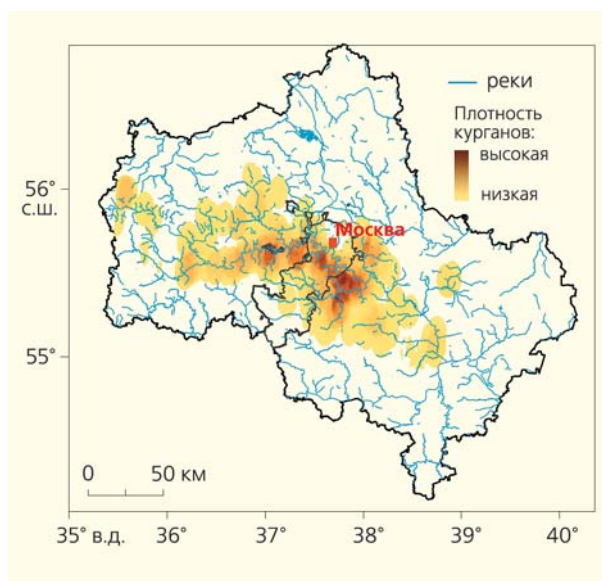 реки
Плотность
курганов:
высокая
низкая
56°
с.ш.
Москва
55°
0 50 км
35° в.д. 36° 37° 38° 39° 40°